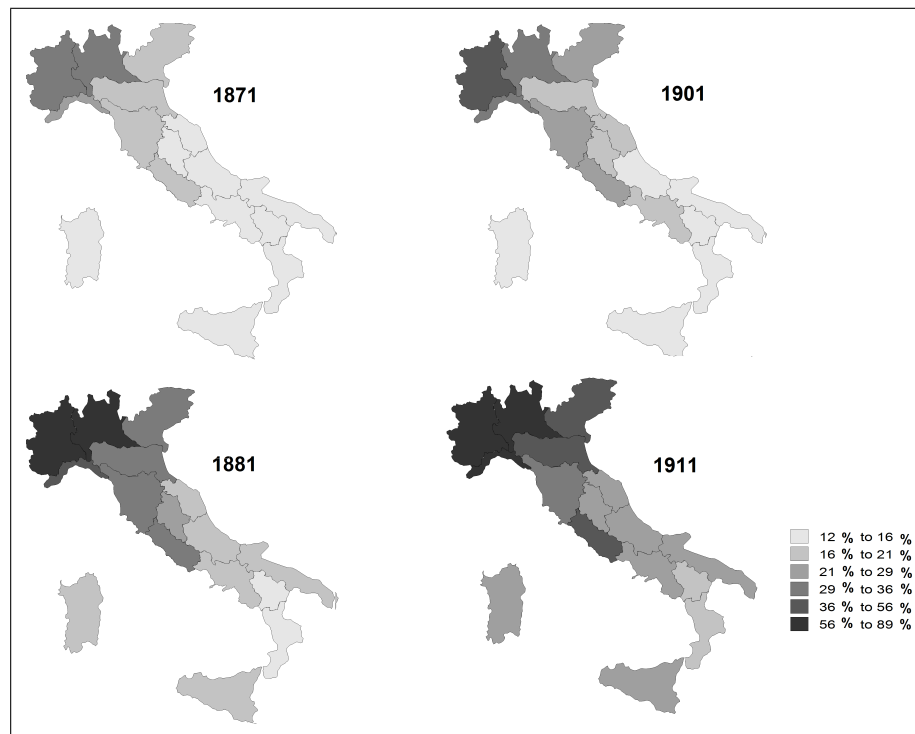 1871
1901
1881
1911
12 % to 16 %
16 % to 21 %
21 % to 29 %
29 % to 36 %
36 % to 56 %
56 % to 89 %